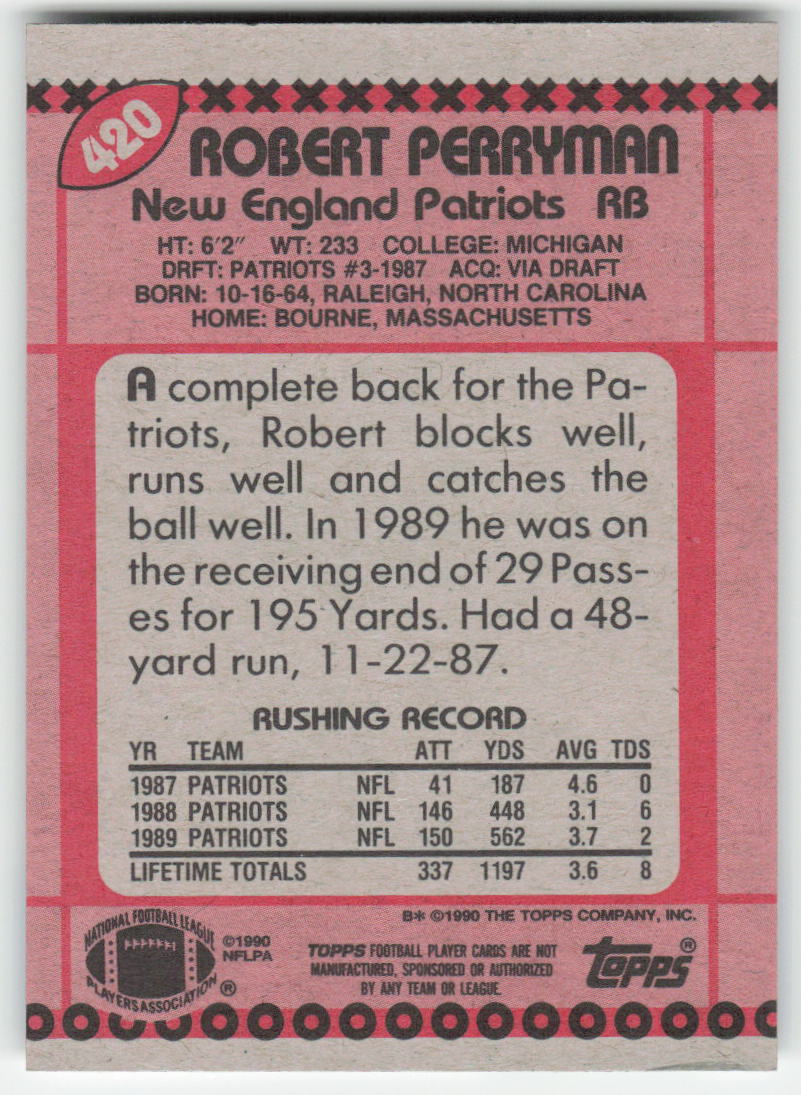 420
ROBERT PERRYMAN
New England Patriots RB
HT: 6'2" WT: 233 COLLEGE: MICHIGAN
DRFT: PATRIOTS #3-1987 ACQ: VIA DRAFT
BORN: 10-16-64, RALEIGH, NORTH CAROLINA
HOME: BOURNE, MASSACHUSETTS
A complete back for the Pa-
triots, Robert blocks well,
runs well and catches the
ball well. In 1989 he was on
the receiving end of 29 Pass-
es for 195 Yards. Had a 48-
yard run, 11-22-87.
RUSHING RECORD
YR TEAM ATT YDS AVG TDS
1987 PATRIOTS NFL 41 187 4.6 0
1988 PATRIOTS NFL 146 448 3.1 6
1989 PATRIOTS NFL 150 562 3.7 2
LIFETIME TOTALS 337 1197 3.6 8
B* ©1990 THE TOPPS COMPANY, INC.
NATIONAL FOOTBALL LEAGUE
PLAYERS ASSOCIATION ®
©1990
NFLPA
TOPPS FOOTBALL PLAYER CARDS ARE NOT
MANUFACTURED, SPONSORED OR AUTHORIZED
BY ANY TEAM OR LEAGUE.
Topps ®